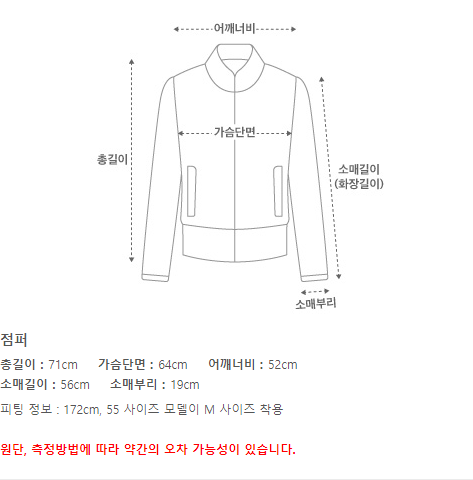 어깨너비
가슴단면
총길이
소매길이
(화장길이)
소매부리
점퍼
총길이 : 71cm 가슴단면 : 64cm 어깨너비 : 52cm
소매길이 : 56cm 소매부리 : 19cm
피팅 정보 : 172cm, 55 사이즈 모델이 M 사이즈 착용
원단, 측정방법에 따라 약간의 오차 가능성이 있습니다.